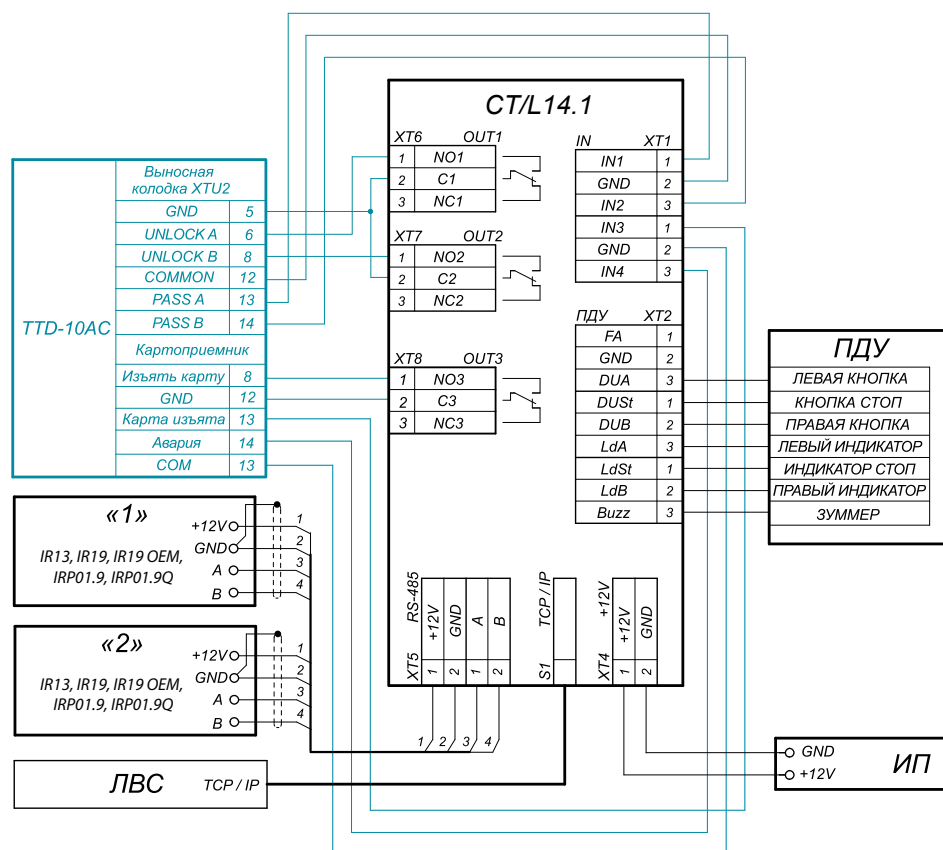 CT/L14.1
XT6 OUT1
1 NO1
2 C1
3 NC1
XT7 OUT2
1 NO2
2 C2
3 NC2
XT8 OUT3
1 NO3
2 C3
3 NC3
IN XT1
IN1 1
GND 2
IN2 3
IN3 1
GND 2
IN4 3
ПДУ XT2
FA 1
GND 2
DUA 3
DUSt 1
DUB 2
LdA 3
LdSt 1
LdB 2
Buzz 3
XT5 RS-485
1 +12V
2 GND
1 A
2 B
S1 TCP / IP
XT4 +12V
1 +12V
2 GND
TTD-10AC
Выносная
колодка XTU2
GND 5
UNLOCK A 6
UNLOCK B 8
COMMON 12
PASS A 13
PASS B 14
Картоприемник
Изъять карту 8
GND 12
Карта изъята 13
Авария 14
COM 13
ПДУ
ЛЕВАЯ КНОПКА
КНОПКА СТОП
ПРАВАЯ КНОПКА
ЛЕВЫЙ ИНДИКАТОР
ИНДИКАТОР СТОП
ПРАВЫЙ ИНДИКАТОР
ЗУММЕР
«1»
IR13, IR19, IR19 OEM,
IRP01.9, IRP01.9Q
+12V 1
GND 2
A 3
B 4
«2»
IR13, IR19, IR19 OEM,
IRP01.9, IRP01.9Q
+12V 1
GND 2
A 3
B 4
1 2 3 4
ЛВС TCP / IP
GND
+12V
ИП